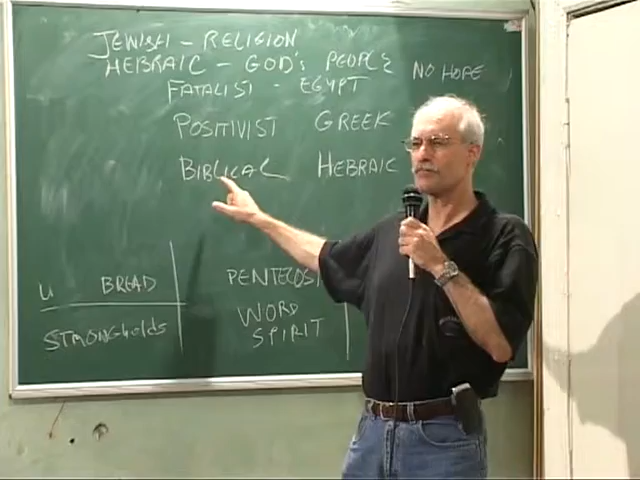 JEWISH - RELIGION
HEBRAIC - GOD'S PEOPLE
FATALIST - EGYPT NO HOPE
POSITIVIST GREEK
BIBLICAL HEBRAIC
U BREAD PENTECOST
STRONGHOLDS WORD
SPIRIT